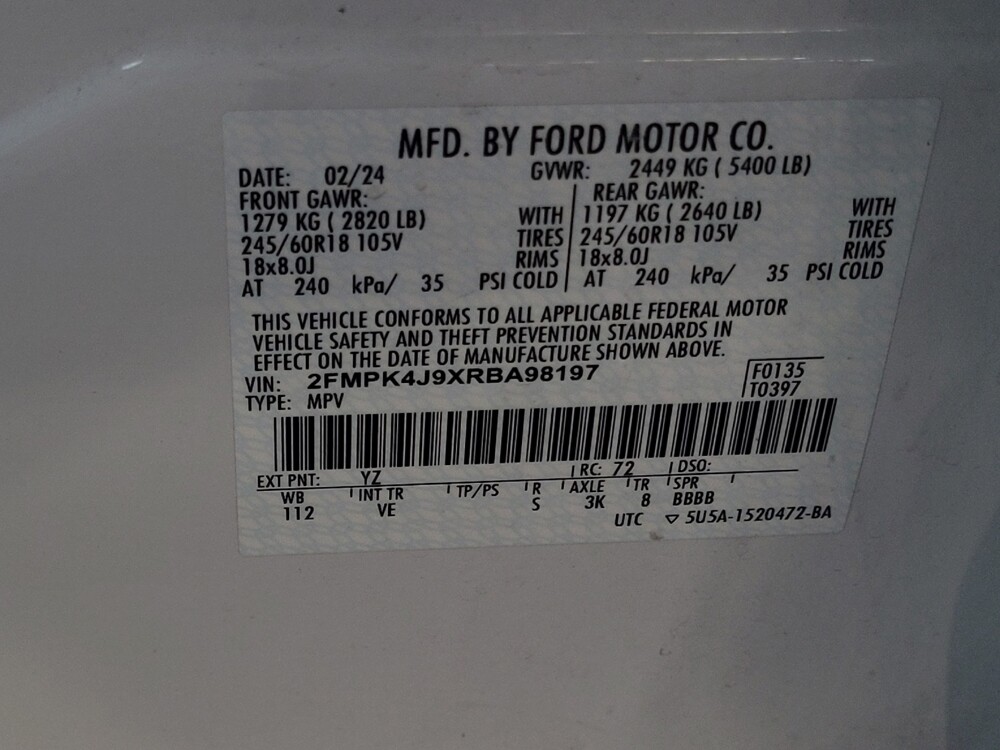 MFD. BY FORD MOTOR CO.
DATE: 02/24 GVWR: 2449 KG ( 5400 LB)
FRONT GAWR: REAR GAWR:
1279 KG ( 2820 LB) WITH 1197 KG ( 2640 LB) WITH
245/60R18 105V TIRES 245/60R18 105V TIRES
18x8.0J RIMS 18x8.0J RIMS
AT 240 kPa/ 35 PSI COLD AT 240 kPa/ 35 PSI COLD
THIS VEHICLE CONFORMS TO ALL APPLICABLE FEDERAL MOTOR
VEHICLE SAFETY AND THEFT PREVENTION STANDARDS IN
EFFECT ON THE DATE OF MANUFACTURE SHOWN ABOVE.
VIN: 2FMPK4J9XRBA98197 F0135
TYPE: MPV T0397
EXT PNT: YZ RC: 72 DSO:
WB INT TR TP/PS R AXLE TR SPR
112 VE S 3K 8 BBBB
UTC ▽ 5U5A-1520472-BA